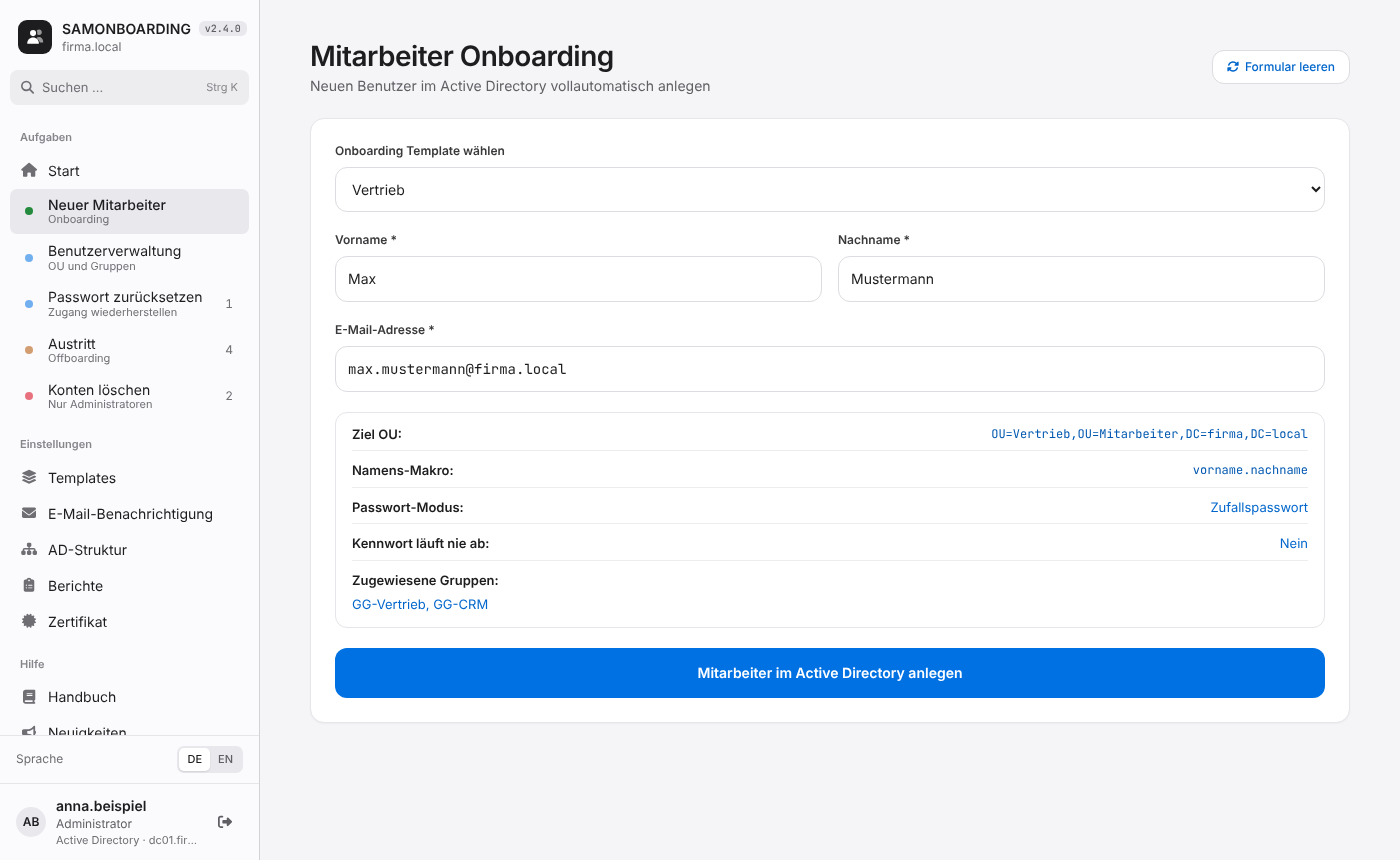 SAMONBOARDING v2.4.0
firma.local
Suchen ... Strg K
Aufgaben
Start
Neuer Mitarbeiter
Onboarding
Benutzerverwaltung
OU und Gruppen
Passwort zurücksetzen 1
Zugang wiederherstellen
Austritt 4
Offboarding
Konten löschen 2
Nur Administratoren
Einstellungen
Templates
E-Mail-Benachrichtigung
AD-Struktur
Berichte
Zertifikat
Hilfe
Handbuch
Neuigkeiten
Sprache DE EN
AB
anna.beispiel
Administrator
Active Directory · dc01.fir...
Mitarbeiter Onboarding
Neuen Benutzer im Active Directory vollautomatisch anlegen
Formular leeren
Onboarding Template wählen
Vertrieb
Vorname * Nachname *
Max Mustermann
E-Mail-Adresse *
max.mustermann@firma.local
Ziel OU: OU=Vertrieb,OU=Mitarbeiter,DC=firma,DC=local
Namens-Makro: vorname.nachname
Passwort-Modus: Zufallspasswort
Kennwort läuft nie ab: Nein
Zugewiesene Gruppen:
GG-Vertrieb, GG-CRM
Mitarbeiter im Active Directory anlegen